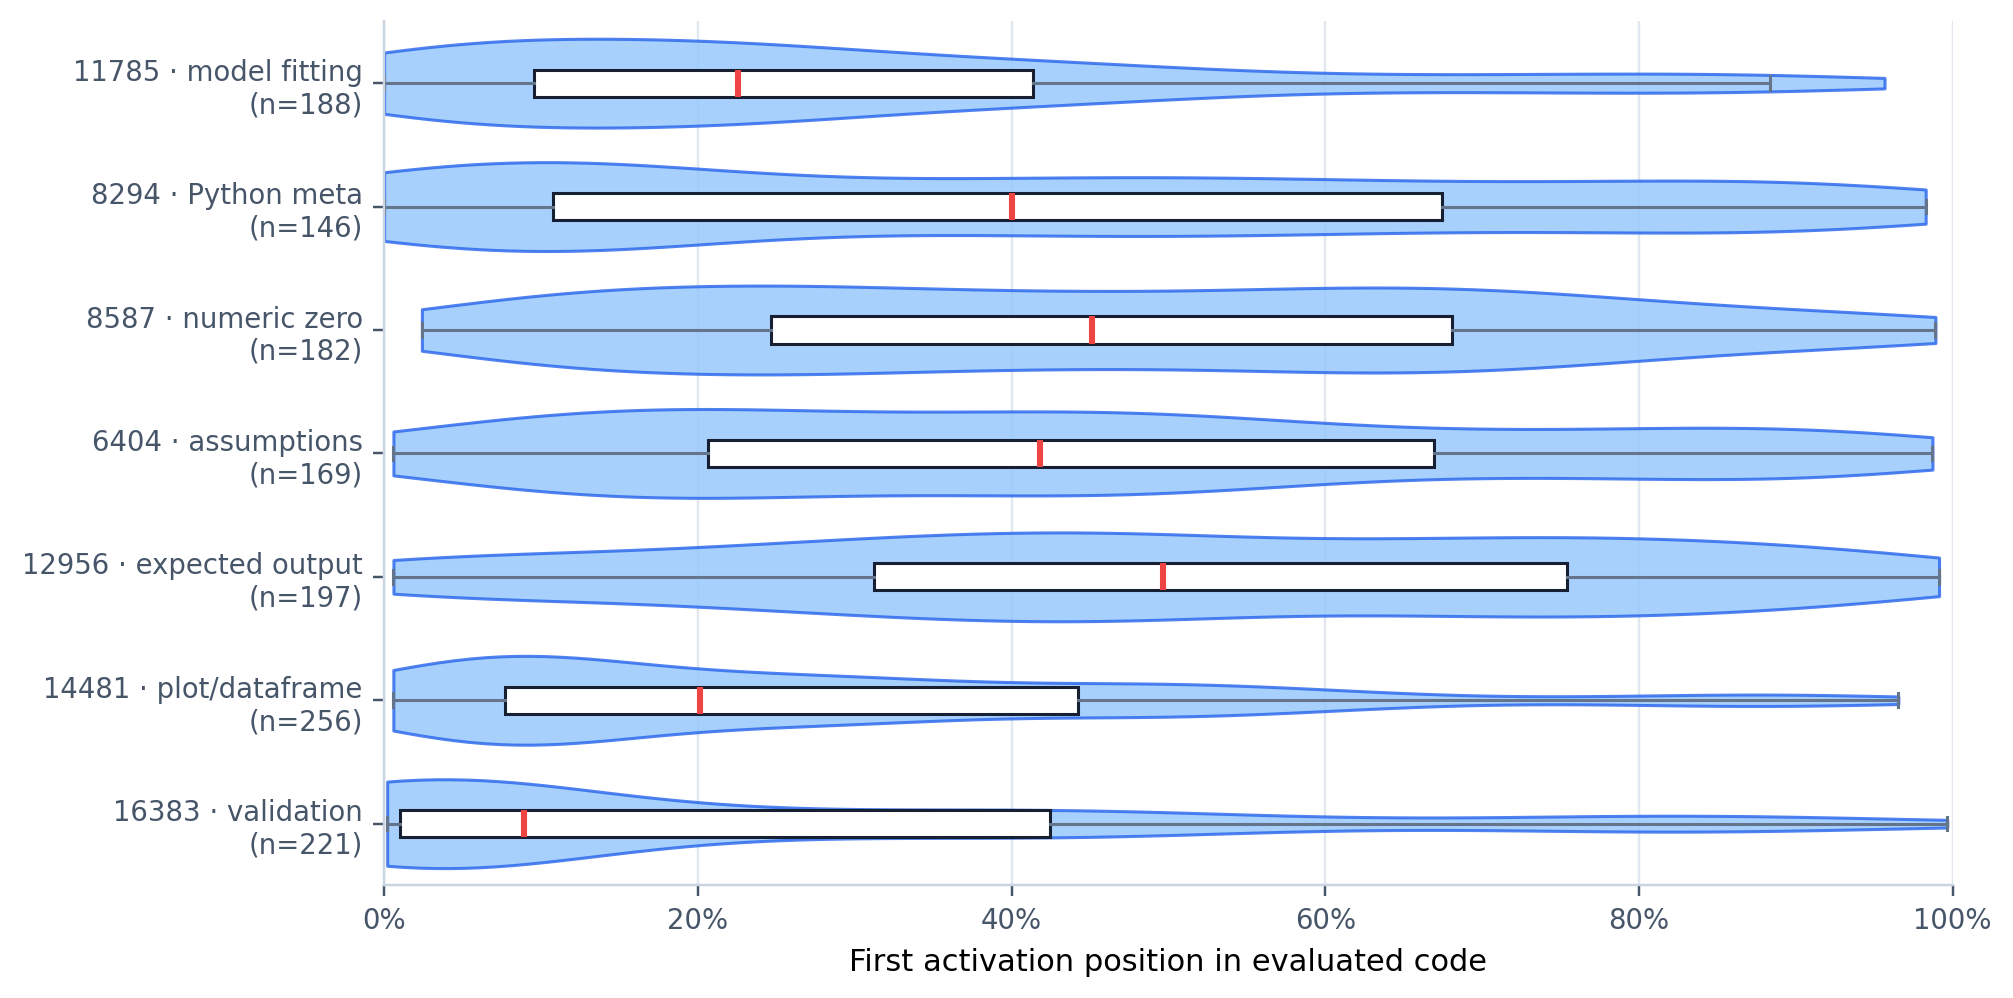 11785 · model fitting
(n=188)
8294 · Python meta
(n=146)
8587 · numeric zero
(n=182)
6404 · assumptions
(n=169)
12956 · expected output
(n=197)
14481 · plot/dataframe
(n=256)
16383 · validation
(n=221)
0% 20% 40% 60% 80% 100%
First activation position in evaluated code